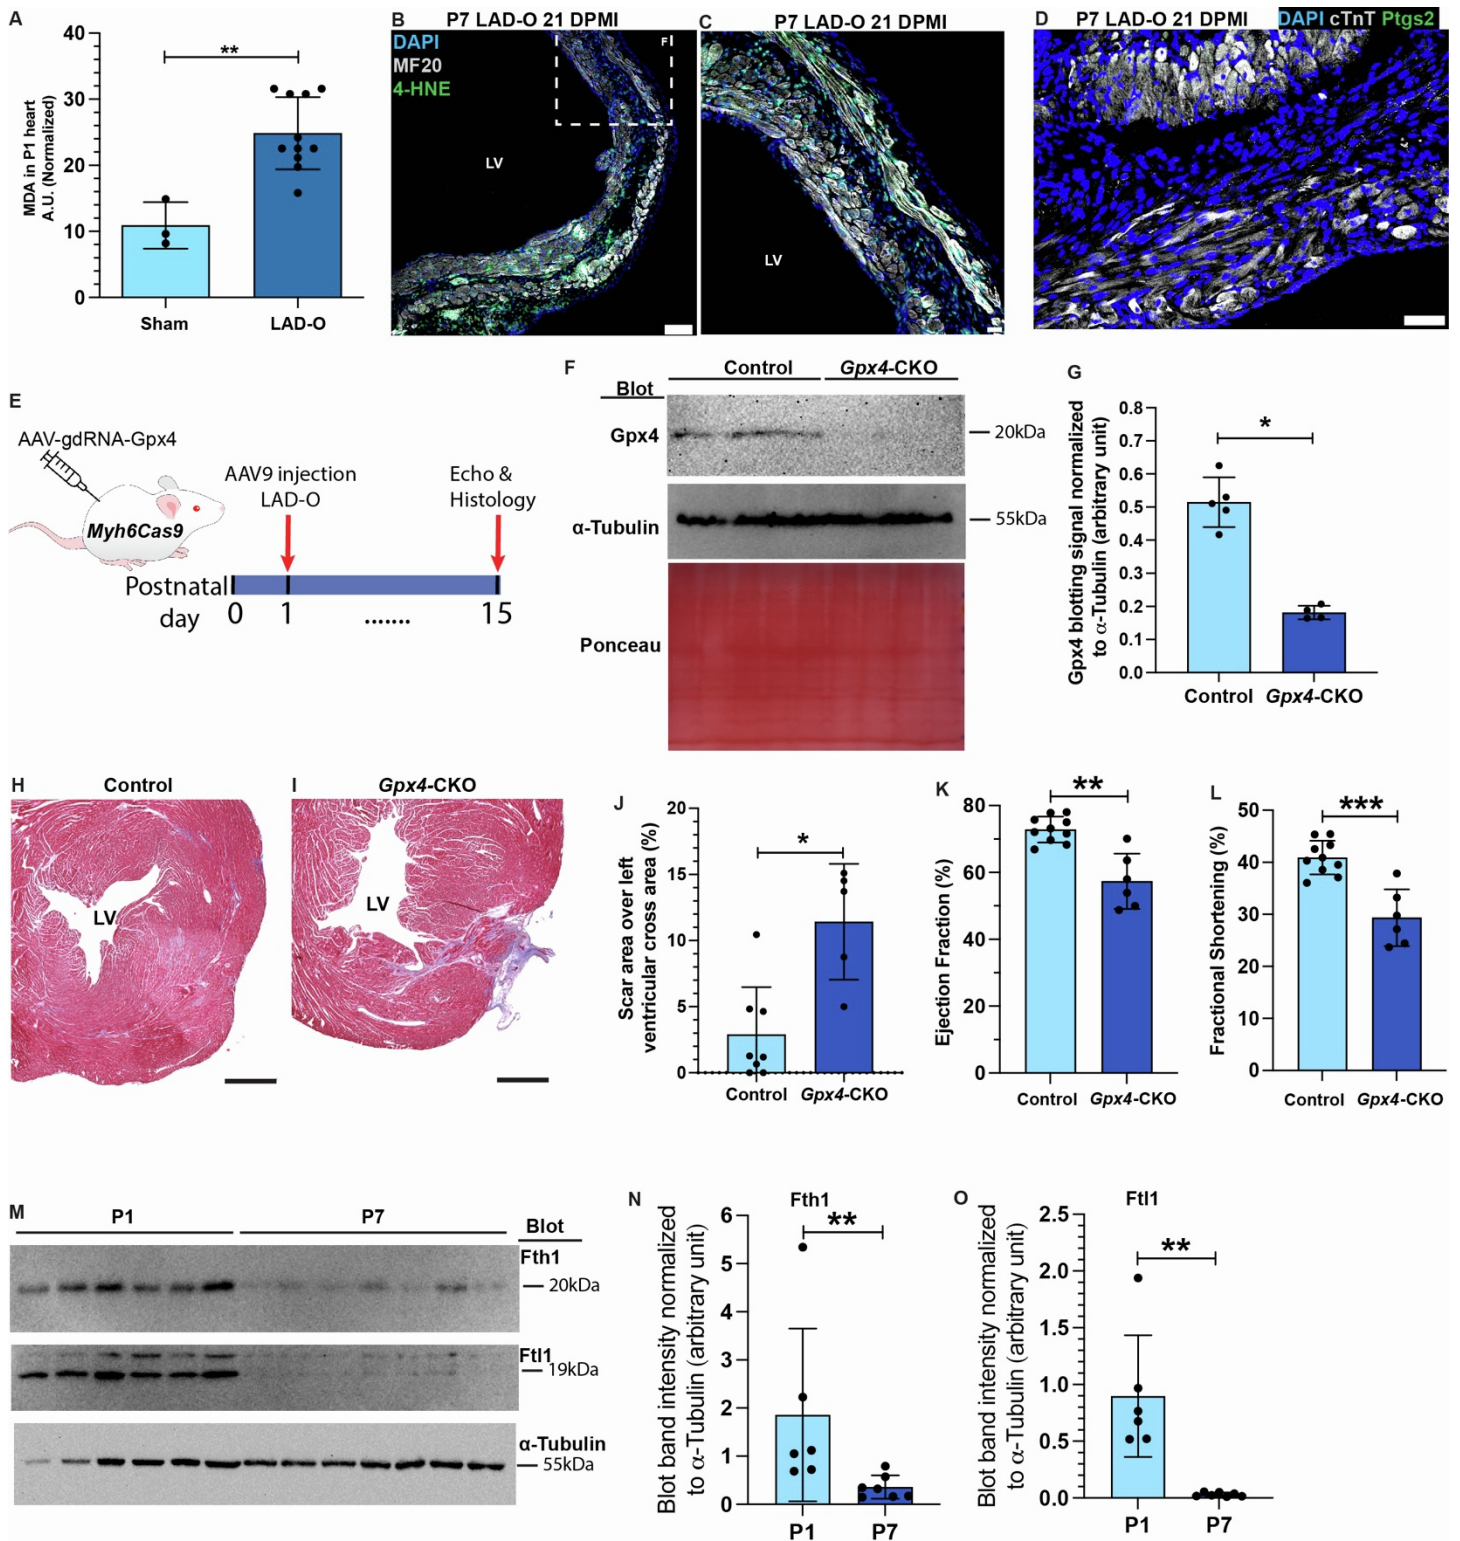 A
MDA in P1 heart
A.U. (Normalized)
40
30
20
10
0
**
Sham
LAD-O
B
P7 LAD-O 21 DPMI
DAPI
MF20
4-HNE
F
LV
C
P7 LAD-O 21 DPMI
LV
D
P7 LAD-O 21 DPMI
DAPI cTnT Ptgs2
E
AAV-gdRNA-Gpx4
Myh6Cas9
AAV9 injection
LAD-O
Echo &
Histology
Postnatal
day
0
1
.......
15
F
Control
Gpx4-CKO
Blot
Gpx4
20kDa
α-Tubulin
55kDa
Ponceau
G
Gpx4 blotting signal normalized
to α-Tubulin (arbitrary unit)
0.8
0.7
0.6
0.5
0.4
0.3
0.2
0.1
0.0
*
Control
Gpx4-CKO
H
Control
LV
I
Gpx4-CKO
LV
J
Scar area over left
ventricular cross area (%)
20
15
10
5
0
*
Control
Gpx4-CKO
K
Ejection Fraction (%)
80
60
40
20
0
**
Control
Gpx4-CKO
L
Fractional Shortening (%)
50
40
30
20
10
0
***
Control
Gpx4-CKO
M
P1
P7
Blot
Fth1
20kDa
Ftl1
19kDa
α-Tubulin
55kDa
N
Fth1
Blot band intensity normalized
to α-Tubulin (arbitrary unit)
6
5
4
3
2
1
0
**
P1
P7
O
Ftl1
Blot band intensity normalized
to α-Tubulin (arbitrary unit)
2.5
2.0
1.5
1.0
0.5
0.0
**
P1
P7